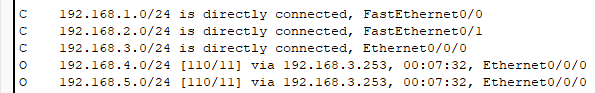 C    192.168.1.0/24 is directly connected, FastEthernet0/0
C    192.168.2.0/24 is directly connected, FastEthernet0/1
C    192.168.3.0/24 is directly connected, Ethernet0/0/0
O    192.168.4.0/24 [110/11] via 192.168.3.253, 00:07:32, Ethernet0/0/0
O    192.168.5.0/24 [110/11] via 192.168.3.253, 00:07:32, Ethernet0/0/0